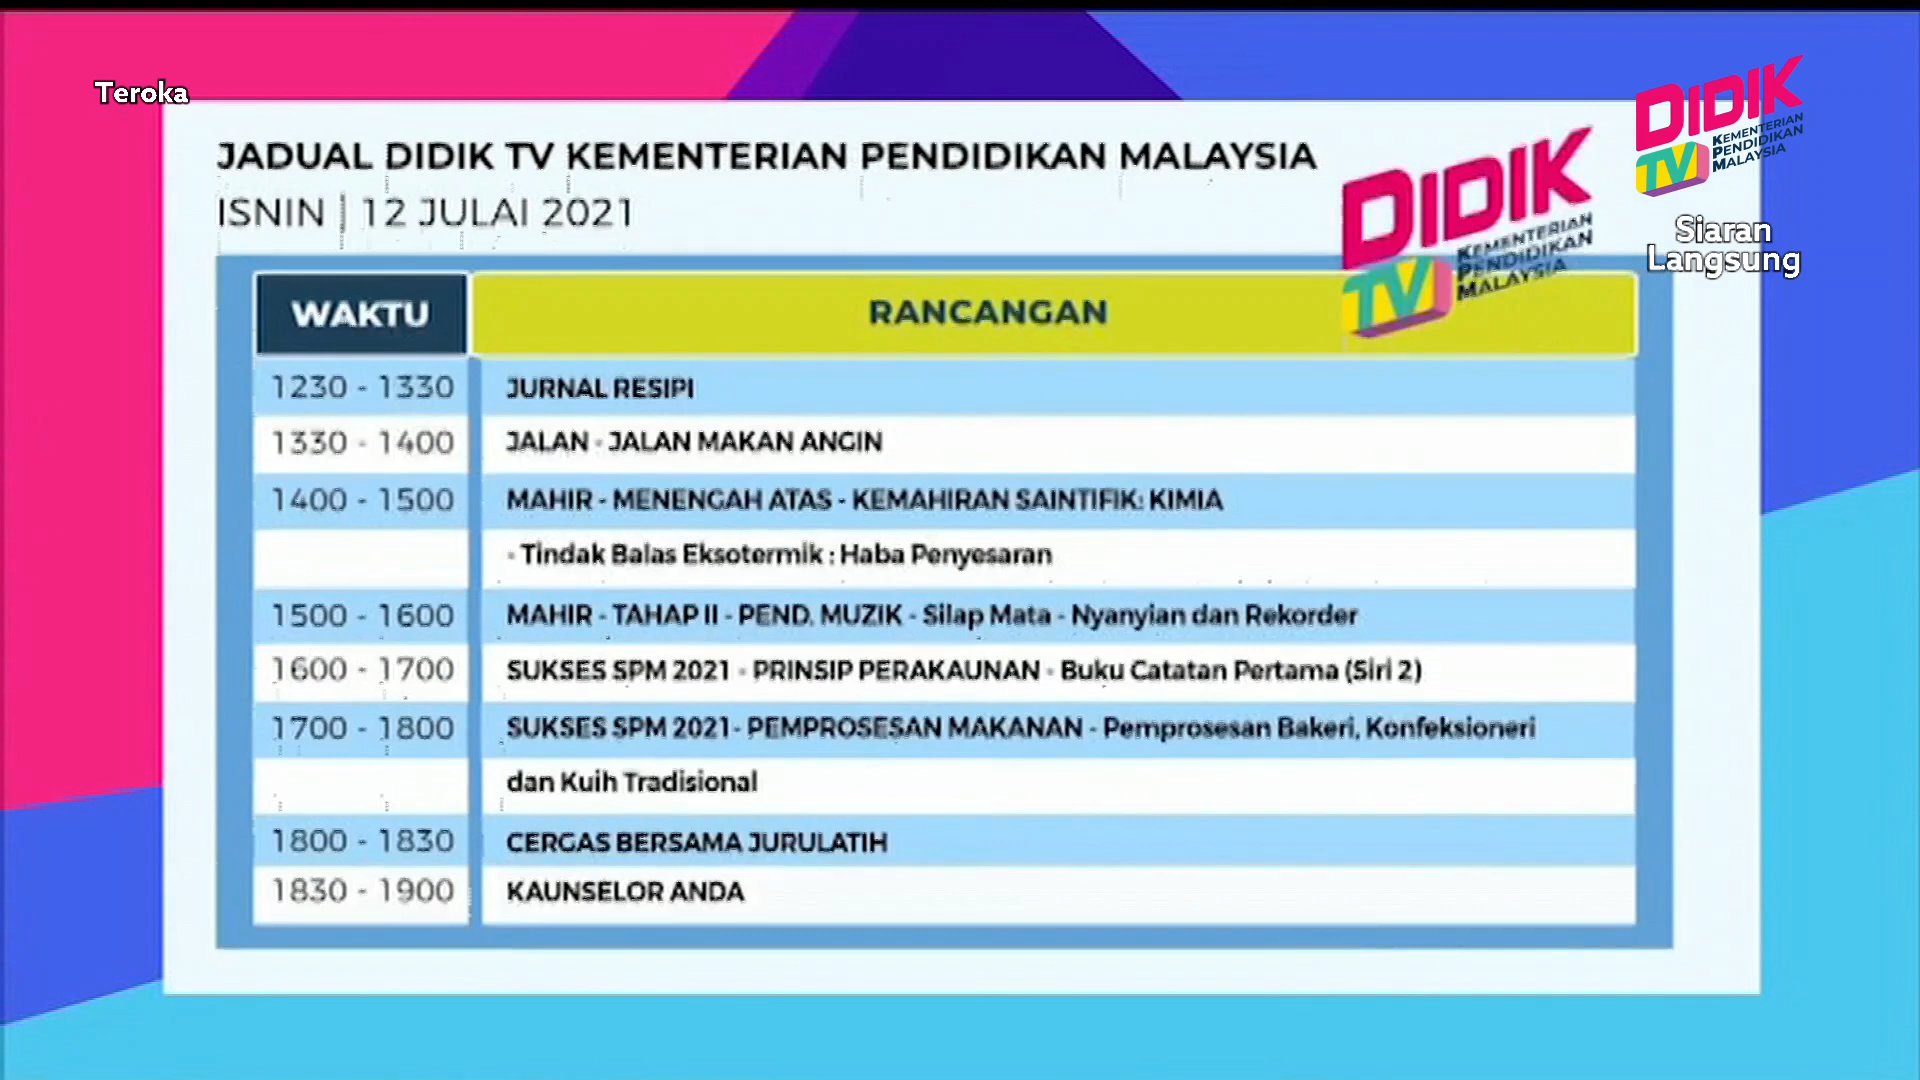 Teroka
JADUAL DIDIK TV KEMENTERIAN PENDIDIKAN MALAYSIA
ISNIN | 12 JULAI 2021
DIDIK
TV
KEMENTERIAN
PENDIDIKAN
MALAYSIA
DIDIK
TV
KEMENTERIAN
PENDIDIKAN
MALAYSIA
Siaran
Langsung
WAKTU RANCANGAN
1230 - 1330 JURNAL RESIPI
1330 - 1400 JALAN - JALAN MAKAN ANGIN
1400 - 1500 MAHIR - MENENGAH ATAS - KEMAHIRAN SAINTIFIK: KIMIA
- Tindak Balas Eksotermik : Haba Penyesaran
1500 - 1600 MAHIR - TAHAP II - PEND. MUZIK - Silap Mata - Nyanyian dan Rekorder
1600 - 1700 SUKSES SPM 2021 - PRINSIP PERAKAUNAN - Buku Catatan Pertama (Siri 2)
1700 - 1800 SUKSES SPM 2021- PEMPROSESAN MAKANAN - Pemprosesan Bakeri, Konfeksioneri
dan Kuih Tradisional
1800 - 1830 CERGAS BERSAMA JURULATIH
1830 - 1900 KAUNSELOR ANDA